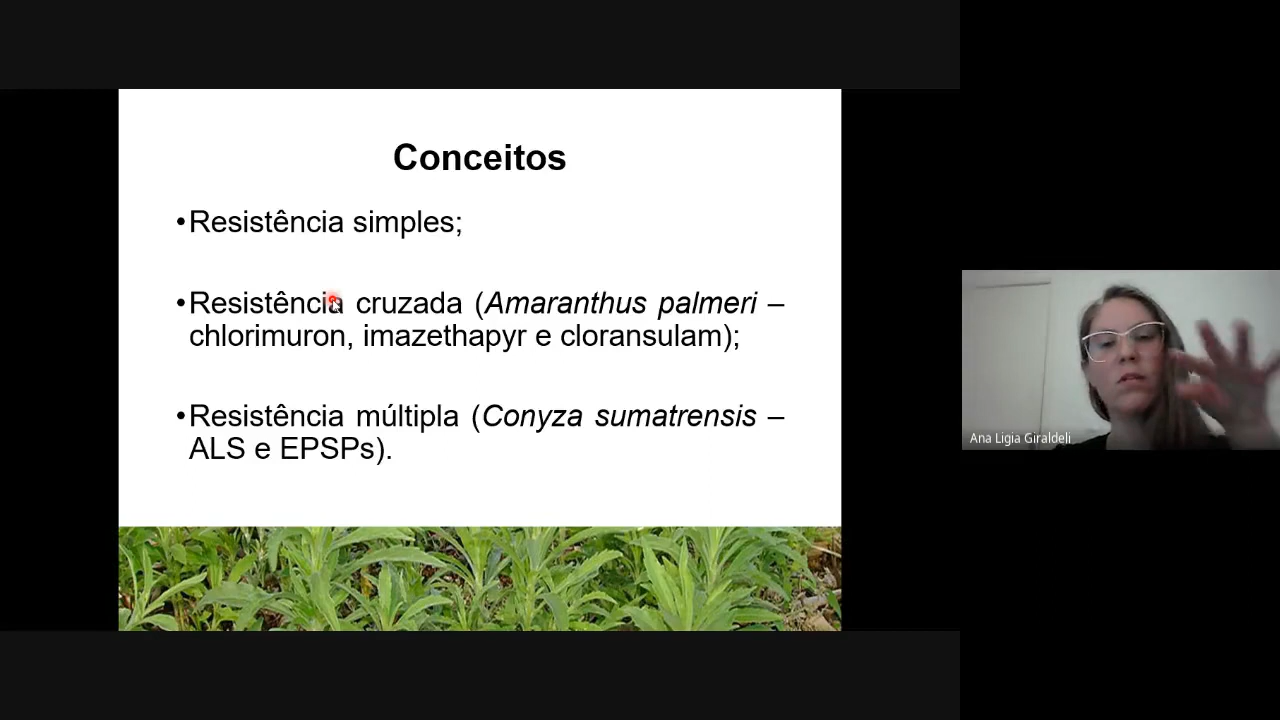 Conceitos
•Resistência simples;
•Resistência cruzada (Amaranthus palmeri –
chlorimuron, imazethapyr e cloransulam);
•Resistência múltipla (Conyza sumatrensis –
ALS e EPSPs).
Ana Ligia Giraldeli